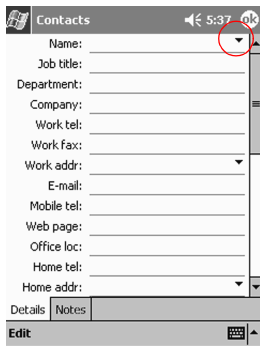 Contacts 5:37 ok
Name:
Job title:
Department:
Company:
Work tel:
Work fax:
Work addr:
E-mail:
Mobile tel:
Web page:
Office loc:
Home tel:
Home addr:
Details Notes
Edit